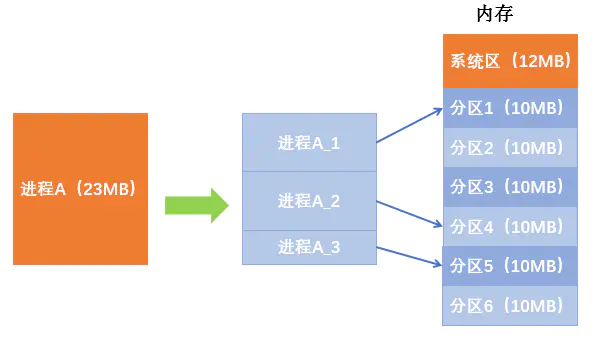 内存
系统区（12MB）
进程A（23MB）
进程A_1
进程A_2
进程A_3
分区1（10MB）
分区2（10MB）
分区3（10MB）
分区4（10MB）
分区5（10MB）
分区6（10MB）